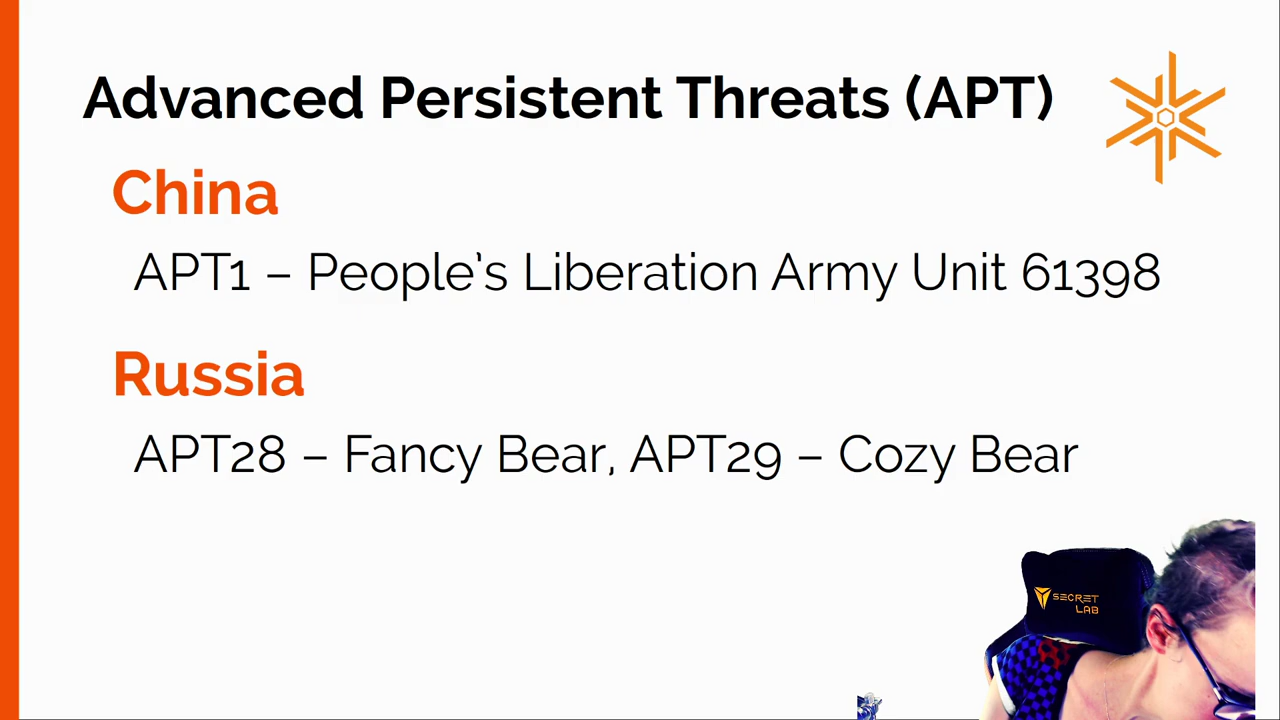 Advanced Persistent Threats (APT)
China
APT1 – People's Liberation Army Unit 61398
Russia
APT28 – Fancy Bear, APT29 – Cozy Bear
SECRET
LAB